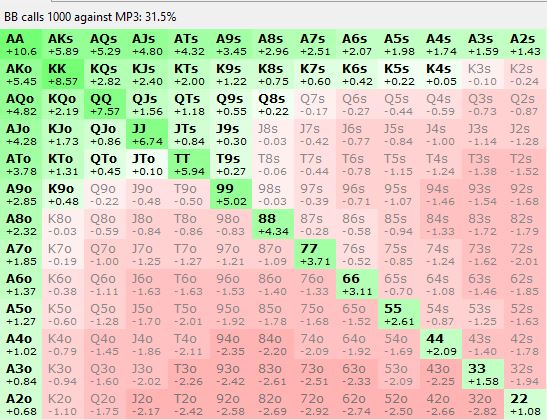 BB calls 1000 against MP3: 31.5%
AA AKs AQs AJs ATs A9s A8s A7s A6s A5s A4s A3s A2s
+10.6 +5.89 +5.29 +4.80 +4.32 +3.45 +2.96 +2.51 +2.07 +1.98 +1.74 +1.59 +1.43
AKo KK KQs KJs KTs K9s K8s K7s K6s K5s K4s K3s K2s
+5.45 +8.57 +2.82 +2.40 +2.00 +1.22 +0.75 +0.60 +0.42 +0.22 +0.05 -0.10 -0.24
AQo KQo QQ QJs QTs Q9s Q8s Q7s Q6s Q5s Q4s Q3s Q2s
+4.82 +2.19 +7.57 +1.56 +1.18 +0.55 +0.22 -0.17 -0.27 -0.44 -0.59 -0.73 -0.87
AJo KJo QJo JJ JTs J9s J8s J7s J6s J5s J4s J3s J2s
+4.28 +1.73 +0.86 +6.74 +0.84 +0.30 -0.03 -0.42 -0.77 -0.84 -1.00 -1.14 -1.28
ATo KTo QTo JTo TT T9s T8s T7s T6s T5s T4s T3s T2s
+3.78 +1.31 +0.45 +0.10 +5.94 +0.27 -0.06 -0.44 -0.78 -1.15 -1.24 -1.38 -1.52
A9o K9o Q9o J9o T9o 99 98s 97s 96s 95s 94s 93s 92s
+2.85 +0.48 -0.22 -0.48 -0.50 +5.02 -0.03 -0.39 -0.71 -1.07 -1.46 -1.54 -1.68
A8o K8o Q8o J8o T8o 98o 88 87s 86s 85s 84s 83s 82s
+2.32 -0.03 -0.59 -0.84 -0.86 -0.83 +4.34 -0.28 -0.58 -0.94 -1.33 -1.72 -1.79
A7o K7o Q7o J7o T7o 97o 87o 77 76s 75s 74s 73s 72s
+1.85 -0.19 -1.00 -1.25 -1.27 -1.21 -1.09 +3.71 -0.52 -0.85 -1.24 -1.62 -2.01
A6o K6o Q6o J6o T6o 96o 86o 76o 66 65s 64s 63s 62s
+1.37 -0.38 -1.11 -1.63 -1.63 -1.53 -1.40 -1.33 +3.11 -0.70 -1.08 -1.46 -1.85
A5o K5o Q5o J5o T5o 95o 85o 75o 65o 55 54s 53s 52s
+1.27 -0.60 -1.28 -1.70 -2.01 -1.92 -1.78 -1.68 -1.52 +2.61 -0.87 -1.25 -1.63
A4o K4o Q4o J4o T4o 94o 84o 74o 64o 54o 44 43s 42s
+1.02 -0.79 -1.45 -1.86 -2.11 -2.35 -2.20 -2.09 -1.92 -1.69 +2.09 -1.40 -1.78
A3o K3o Q3o J3o T3o 93o 83o 73o 63o 53o 43o 33 32s
+0.84 -0.94 -1.60 -2.02 -2.26 -2.42 -2.61 -2.51 -2.33 -2.09 -2.25 +1.58 -1.94
A2o K2o Q2o J2o T2o 92o 82o 72o 62o 52o 42o 32o 22
+0.68 -1.10 -1.75 -2.17 -2.42 -2.58 -2.69 -2.92 -2.74 -2.50 -2.66 -2.82 +1.08